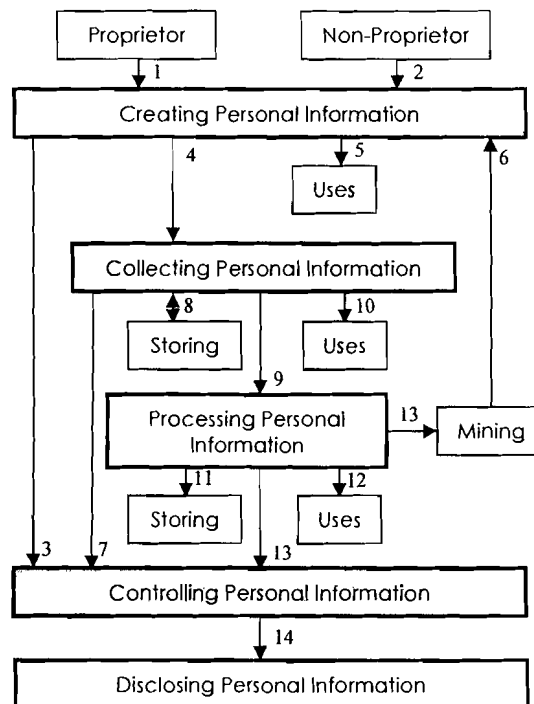 Proprietor
Non-Proprietor
1
2
Creating Personal Information
4
5
6
Uses
Collecting Personal Information
8
10
Storing
Uses
9
Processing Personal
Information
13
Mining
11
12
Storing
Uses
3
7
13
Controlling Personal Information
14
Disclosing Personal Information